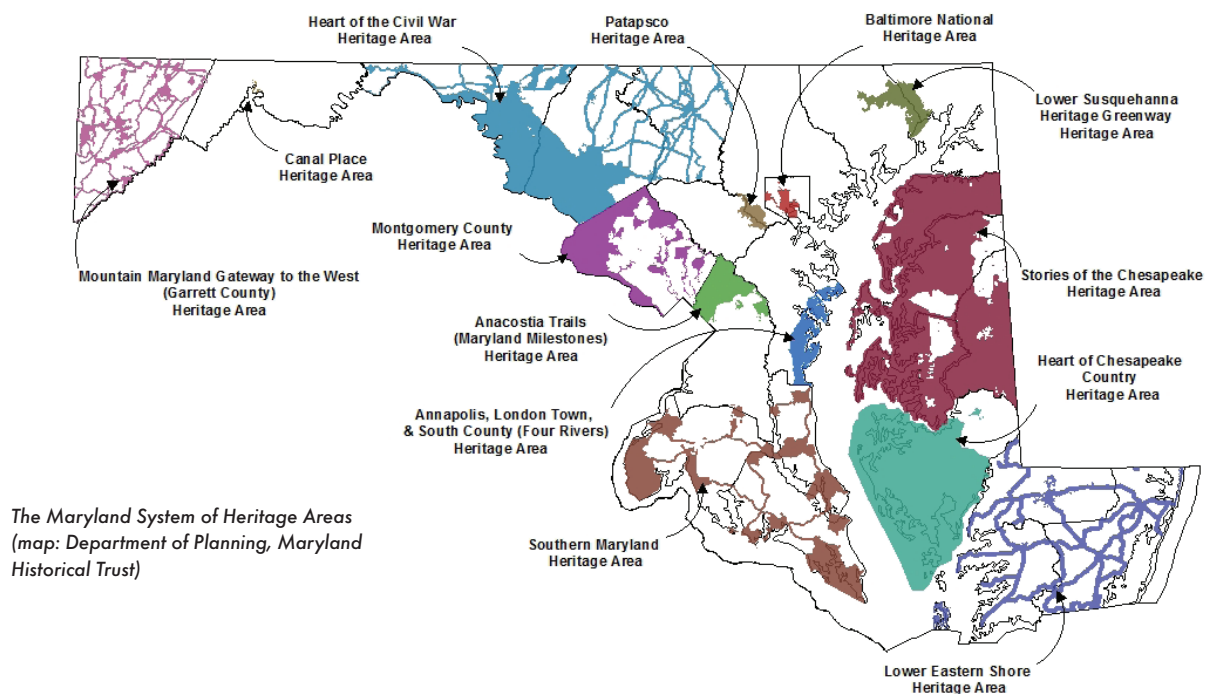 Heart of the Civil War
Heritage Area
Patapsco
Heritage Area
Baltimore National
Heritage Area
Lower Susquehanna
Heritage Greenway
Heritage Area
Canal Place
Heritage Area
Montgomery County
Heritage Area
Mountain Maryland Gateway to the West
(Garrett County)
Heritage Area
Stories of the Chesapeake
Heritage Area
Anacostia Trails
(Maryland Milestones)
Heritage Area
Heart of Chesapeake
Country
Heritage Area
Annapolis, London Town,
& South County (Four Rivers)
Heritage Area
The Maryland System of Heritage Areas
(map: Department of Planning, Maryland
Historical Trust)
Southern Maryland
Heritage Area
Lower Eastern Shore
Heritage Area